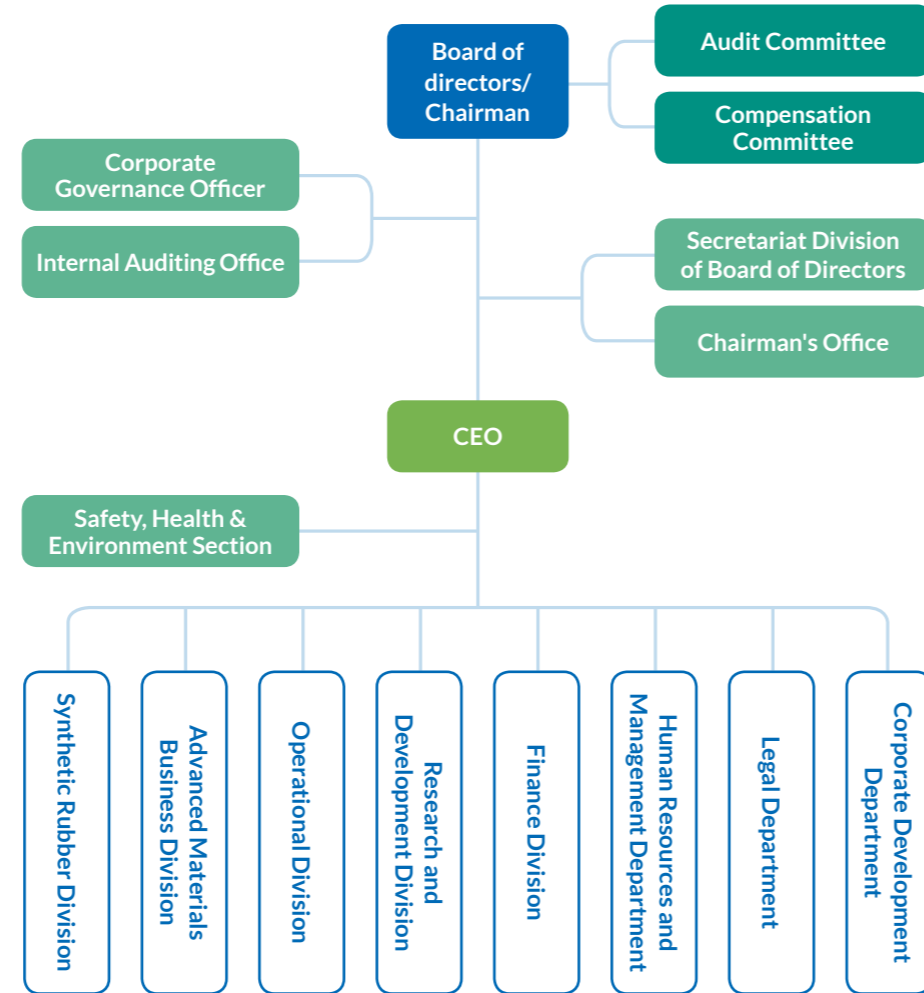 Board of
directors/
Chairman
Audit Committee
Compensation
Committee
Corporate
Governance Officer
Internal Auditing Office
Secretariat Division
of Board of Directors
Chairman's Office
CEO
Safety, Health &
Environment Section
Synthetic Rubber Division
Advanced Materials
Business Division
Operational Division
Research and
Development Division
Finance Division
Human Resources and
Management Department
Legal Department
Corporate Development
Department